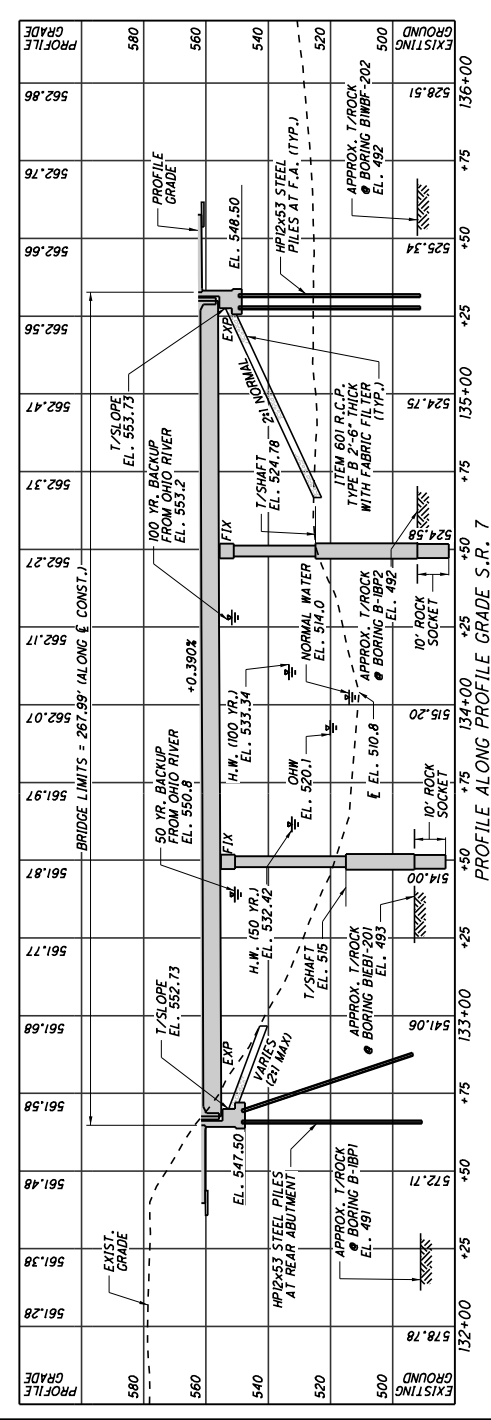 PROFILE
GRADE
561.28
561.38
561.48
561.58
561.68
561.77
561.87
561.97
562.07
562.17
562.27
562.37
562.47
562.56
562.66
562.76
562.86
PROFILE
GRADE
580
560
540
520
500
580
560
540
520
500
BRIDGE LIMITS = 267.99' (ALONG ℄ CONST.)
EXIST.
GRADE
T/SLOPE
EL. 552.73
50 YR. BACKUP
FROM OHIO RIVER
EL. 550.8
+0.390%
100 YR. BACKUP
FROM OHIO RIVER
EL. 553.2
T/SLOPE
EL. 553.73
PROFILE
GRADE
EXP
FIX
FIX
EXP
EL. 547.50
VARIES
(2:1 MAX)
H.W. (50 YR.)
EL. 532.42
H.W. (100 YR.)
EL. 533.34
OHW
EL. 520.1
NORMAL WATER
EL. 514.0
℄ EL. 510.8
T/SHAFT
EL. 524.78
2:1 NORMAL
EL. 548.50
HP12x53 STEEL
PILES AT F.A. (TYP.)
HP12x53 STEEL PILES
AT REAR ABUTMENT
T/SHAFT
EL. 515
ITEM 601 R.C.P.
TYPE B 2'-6" THICK
WITH FABRIC FILTER
(TYP.)
APPROX. T/ROCK
@ BORING B-1BP1
EL. 491
APPROX. T/ROCK
@ BORING B1EB1-201
EL. 493
10' ROCK
SOCKET
APPROX. T/ROCK
@ BORING B-1BP2
EL. 492
10' ROCK
SOCKET
APPROX. T/ROCK
@ BORING B1WBF-202
EL. 492
EXISTING
GROUND
578.78
572.71
541.06
514.00
515.20
524.58
524.75
525.34
528.51
EXISTING
GROUND
132+00
+25
+50
+75
133+00
+25
+50
+75
134+00
+25
+50
+75
135+00
+25
+50
+75
136+00
PROFILE ALONG PROFILE GRADE S.R. 7